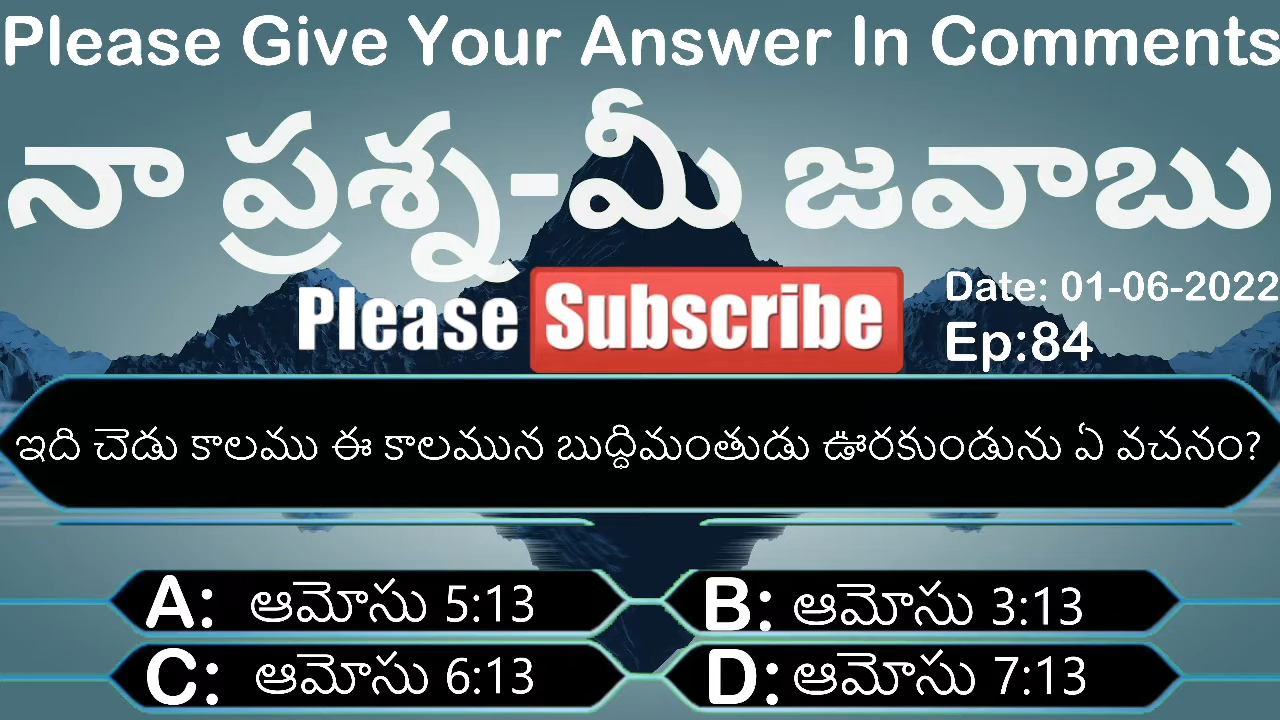 Please Give Your Answer In Comments
నా ప్రశ్న-మీ జవాబు
Please Subscribe
Date: 01-06-2022
Ep:84
ఇది చెడు కాలము ఈ కాలమున బుద్ధిమంతుడు ఊరకుండును ఏ వచనం?
A: ఆమోసు 5:13
B: ఆమోసు 3:13
C: ఆమోసు 6:13
D: ఆమోసు 7:13